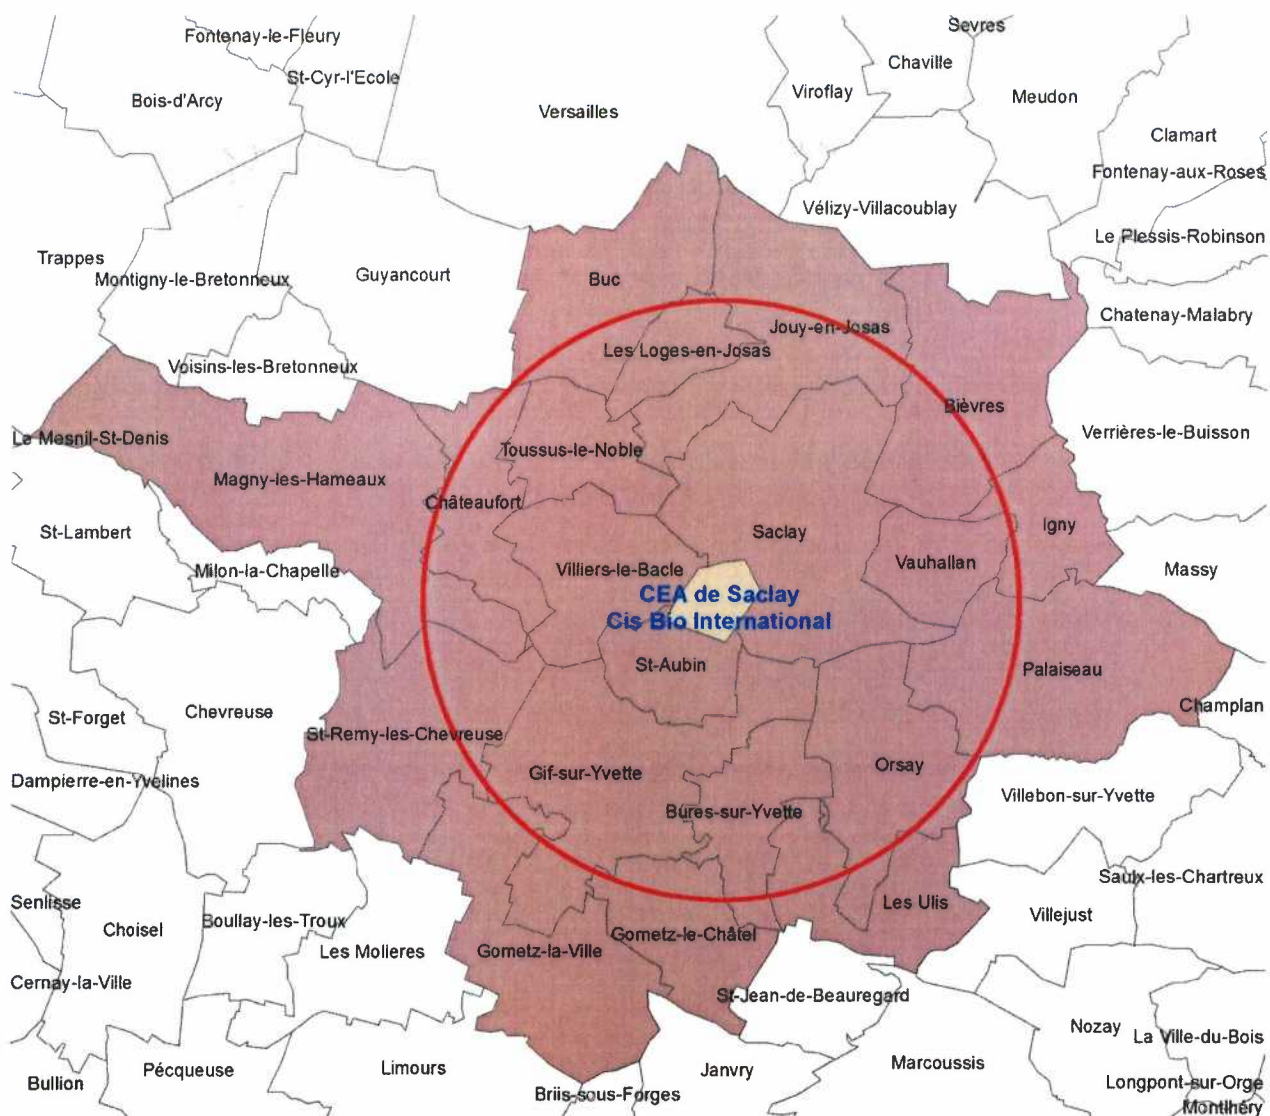 Sevres
Fontenay-le-Fleury
Chaville
St-Cyr-l'Ecole
Viroflay
Meudon
Bois-d'Arcy
Versailles
Clamart
Fontenay-aux-Roses
Vélizy-Villacoublay
Le Plessis-Robinson
Trappes
Montigny-le-Bretonneux
Guyancourt
Buc
Chatenay-Malabry
Jouy-en-Josas
Les Loges-en-Josas
Voisins-les-Bretonneux
Bièvres
Verrières-le-Buisson
Le Mesnil-St-Denis
Toussus-le-Noble
Magny-les-Hameaux
Châteaufort
Igny
St-Lambert
Saclay
Vauhallan
Massy
Milon-la-Chapelle
Villiers-le-Bacle
CEA de Saclay
Cis Bio International
St-Aubin
Palaiseau
Champlan
St-Forget
Chevreuse
St-Remy-les-Chevreuse
Gif-sur-Yvette
Orsay
Dampierre-en-Yvelines
Villebon-sur-Yvette
Bures-sur-Yvette
Saulx-les-Chartreux
Senlisse
Les Ulis
Villejust
Choisel
Boullay-les-Troux
Gometz-le-Châtel
Les Molieres
Gometz-la-Ville
Cernay-la-Ville
St-Jean-de-Beauregard
Nozay
La Ville-du-Bois
Pécqueuse
Limours
Janvry
Marcoussis
Bullion
Briis-sous-Forges
Longpont-sur-Orge
Montlhéry